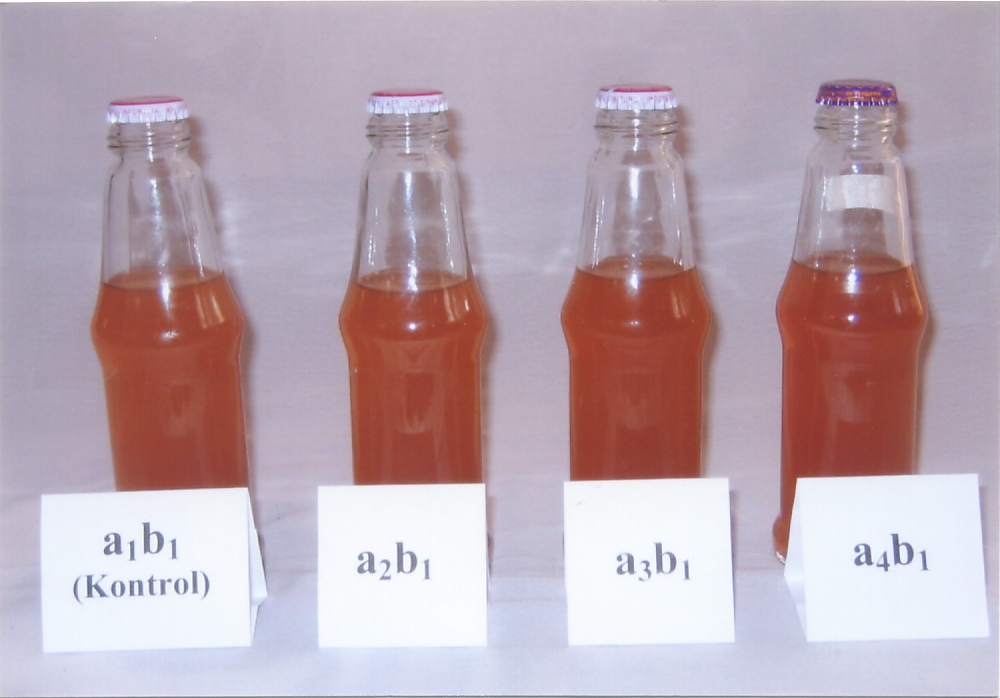 a₁b₁
(Kontrol)
a₂b₁
a₃b₁
a₄b₁